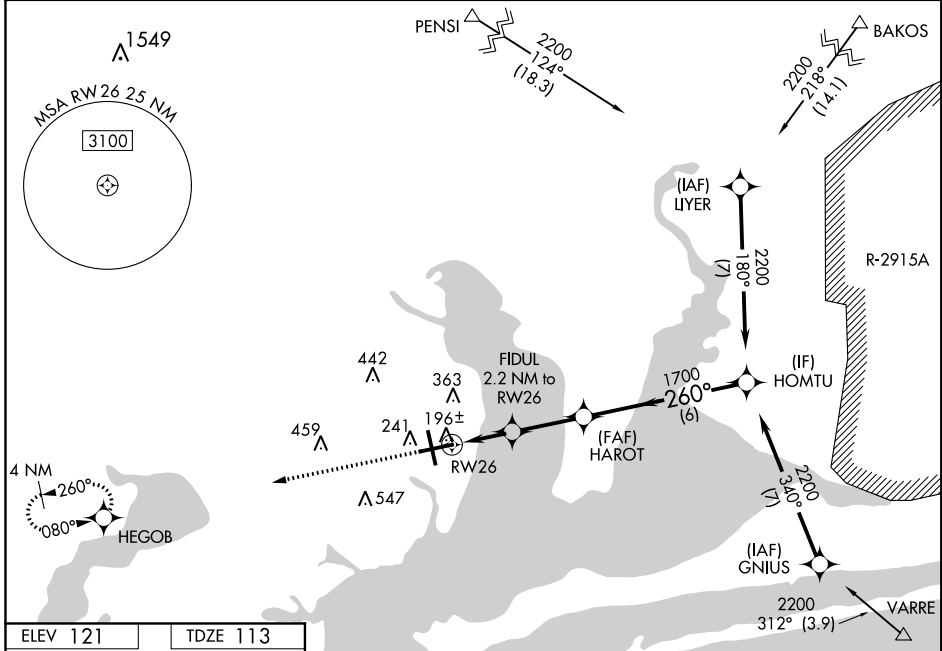 1549
MSA RW26 25 NM
3100
PENSI
2200
124°
(18.3)
BAKOS
2200
218°
(14.1)
(IAF)
LIYER
2200
180°
(7)
R-2915A
442
363
FIDUL
2.2 NM to
RW26
1700
260°
(6)
(IF)
HOMTU
459
241
196±
(FAF)
HAROT
RW26
4 NM
260°
080°
HEGOB
547
2200
340°
(7)
(IAF)
GNIUS
2200
312° (3.9)
VARRE
ELEV 121
TDZE 113